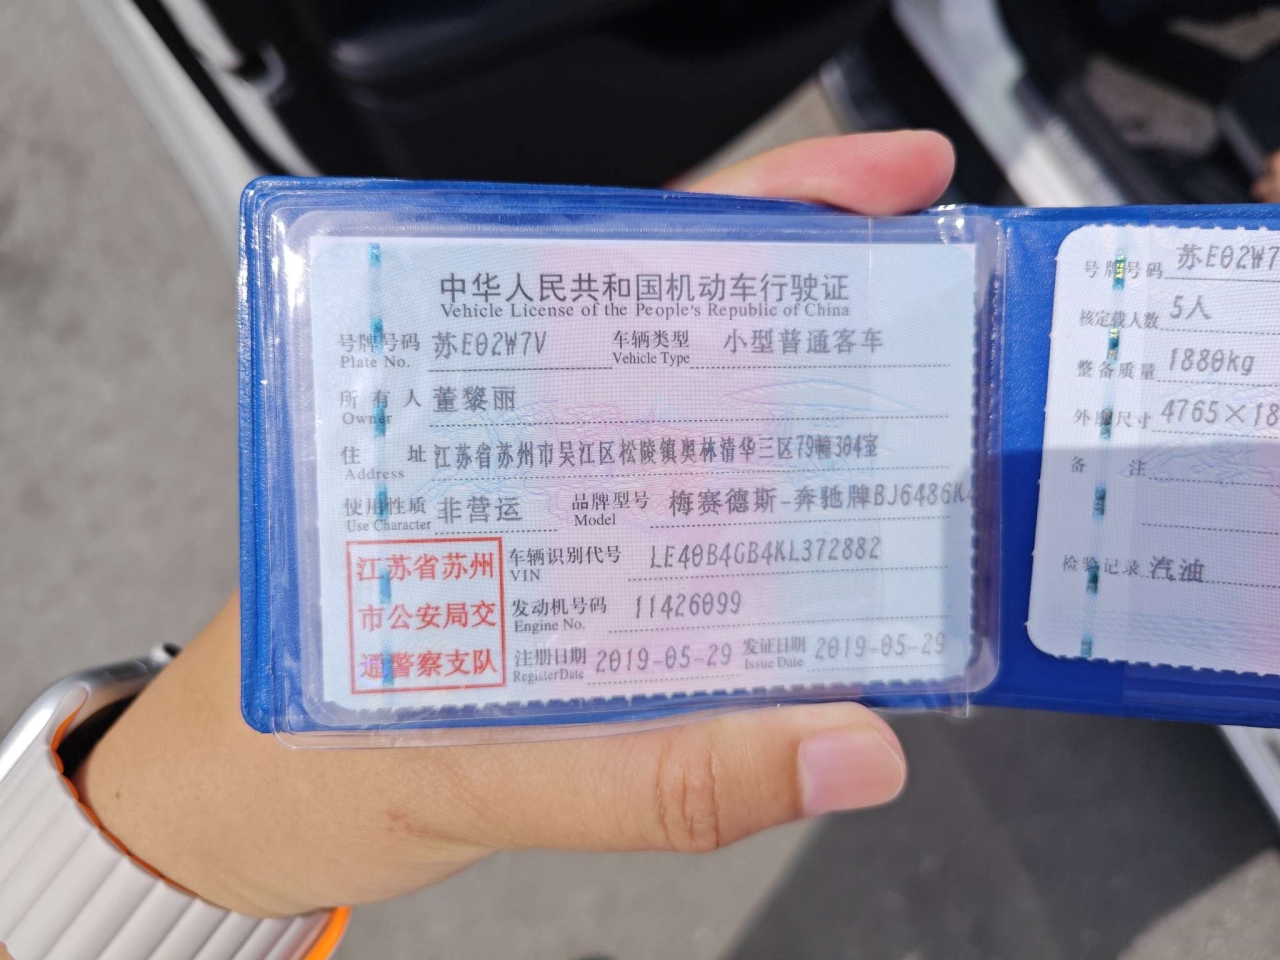 中华人民共和国机动车行驶证
Vehicle License of the People's Republic of China
号牌号码 苏E02W7V 车辆类型 小型普通客车
Plate No. Vehicle Type
所有人 董黎丽
Owner
住址 江苏省苏州市吴江区松陵镇奥林清华三区79幢304室
Address
使用性质 非营运 品牌型号 梅赛德斯-奔驰牌BJ6486K
Use Character Model
江苏省苏州
市公安局交
通警察支队
车辆识别代号 LE40B4GB4KL372882
VIN
发动机号码 11426099
Engine No.
注册日期 2019-05-29 发证日期 2019-05-29
Register Date Issue Date
号牌号码 苏E02W7
核定载人数 5人
整备质量 1880kg
外廓尺寸 4765×18
备注
检验记录 汽油